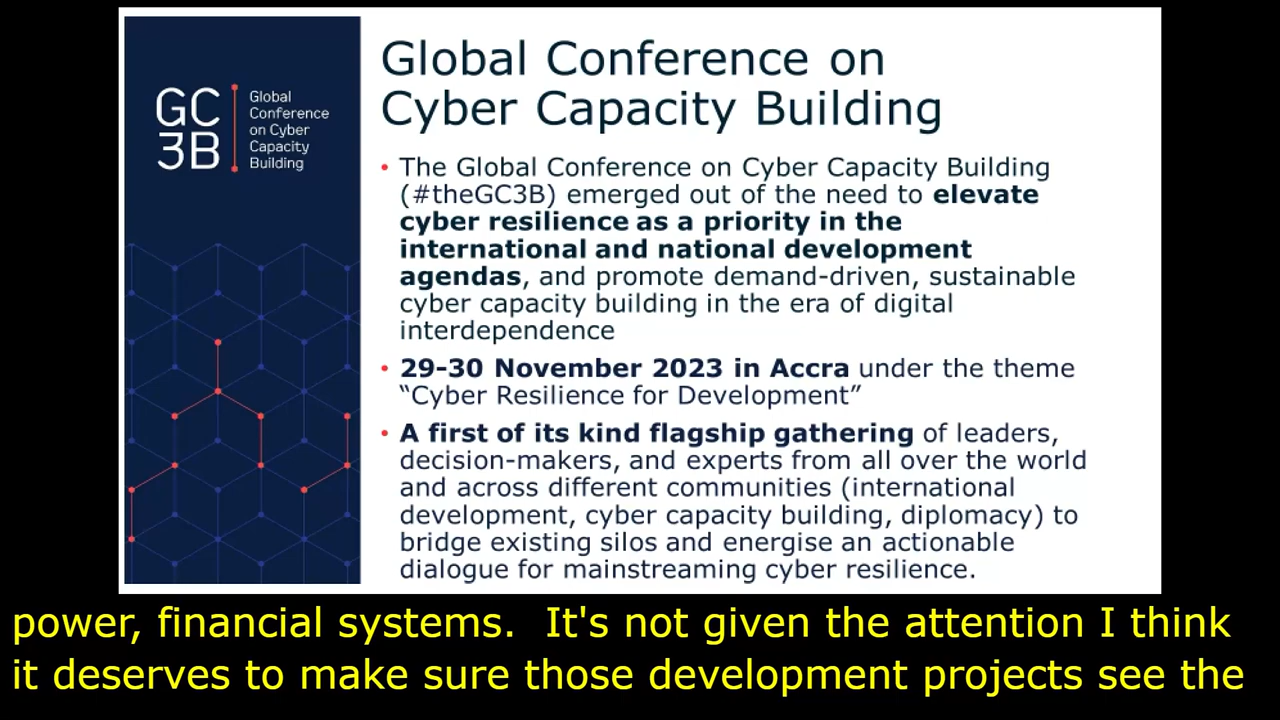 GC
3B
Global
Conference
on Cyber
Capacity
Building
Global Conference on
Cyber Capacity Building
• The Global Conference on Cyber Capacity Building
(#theGC3B) emerged out of the need to elevate
cyber resilience as a priority in the
international and national development
agendas, and promote demand-driven, sustainable
cyber capacity building in the era of digital
interdependence
• 29-30 November 2023 in Accra under the theme
“Cyber Resilience for Development”
• A first of its kind flagship gathering of leaders,
decision-makers, and experts from all over the world
and across different communities (international
development, cyber capacity building, diplomacy) to
bridge existing silos and energise an actionable
dialogue for mainstreaming cyber resilience.
power, financial systems.  It's not given the attention I think
it deserves to make sure those development projects see the